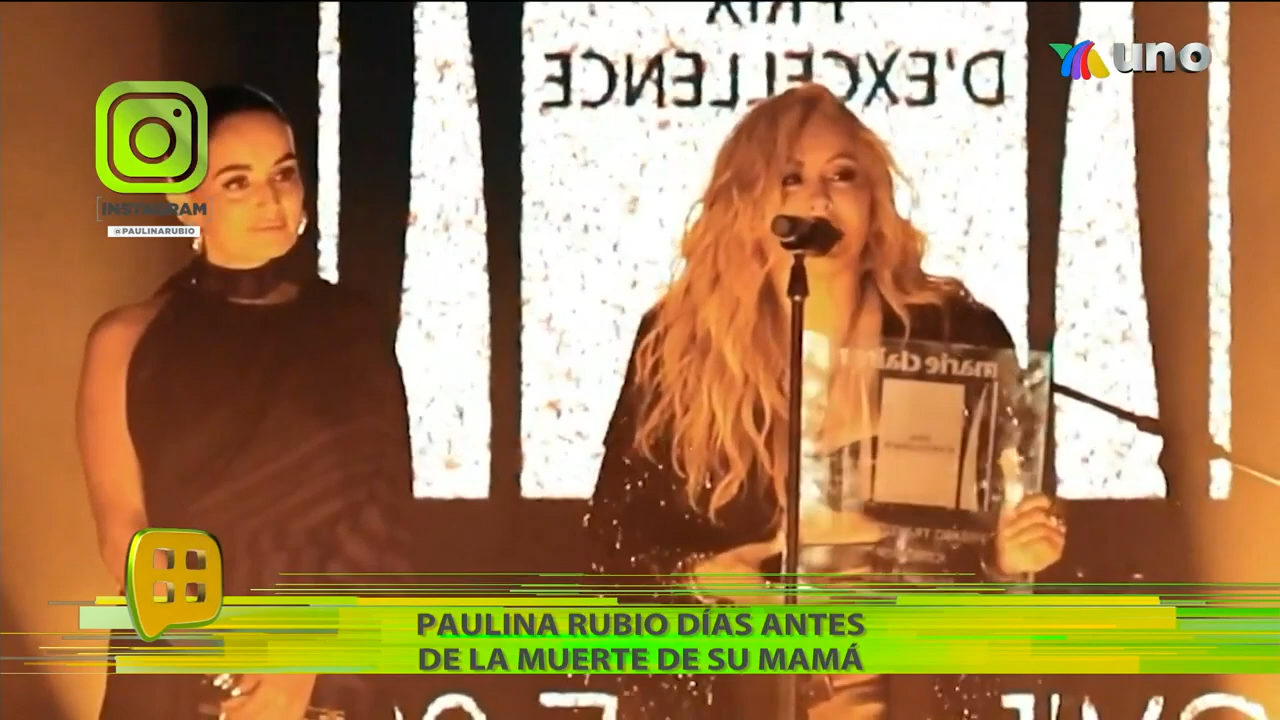 PRIX
D'EXCELLENCE
uno
INSTAGRAM
@PAULINARUBIO
marie claire
PAULINA RUBIO DÍAS ANTES
DE LA MUERTE DE SU MAMÁ